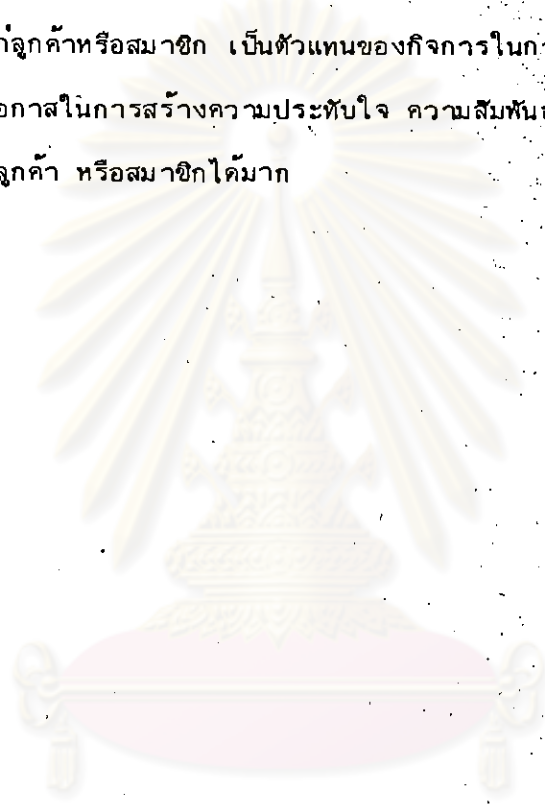 ลูกค้าหรือสมาชิก เป็นตัวแทนของกิจการใน
โอกาสในการสร้างความประทับใจ ความสัมพันธ
ลูกค้า หรือสมาชิกได้มาก